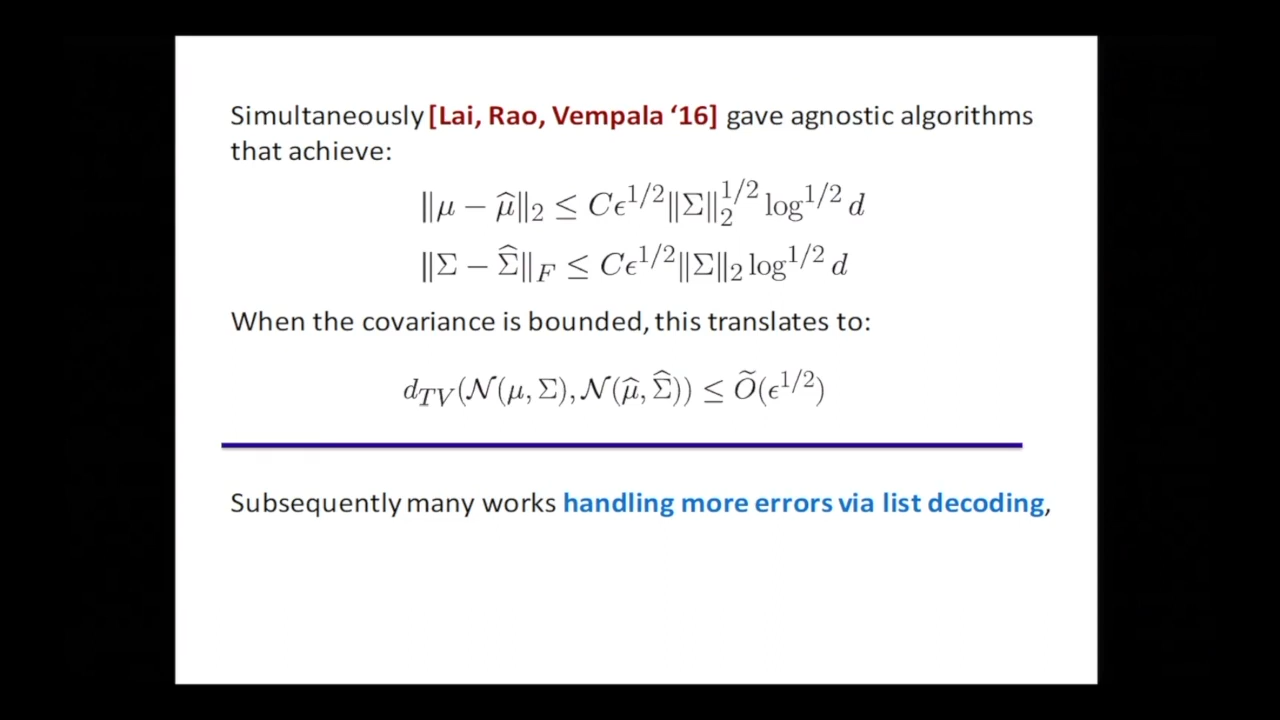 Simultaneously [Lai, Rao, Vempala ‘16] gave agnostic algorithms
that achieve:
‖μ − μ̂‖₂ ≤ Cϵ^{1/2}‖Σ‖₂^{1/2} log^{1/2} d
‖Σ − Σ̂‖_F ≤ Cϵ^{1/2}‖Σ‖₂ log^{1/2} d
When the covariance is bounded, this translates to:
d_{TV}(𝒩(μ, Σ), 𝒩(μ̂, Σ̂)) ≤ Õ(ϵ^{1/2})
Subsequently many works handling more errors via list decoding,